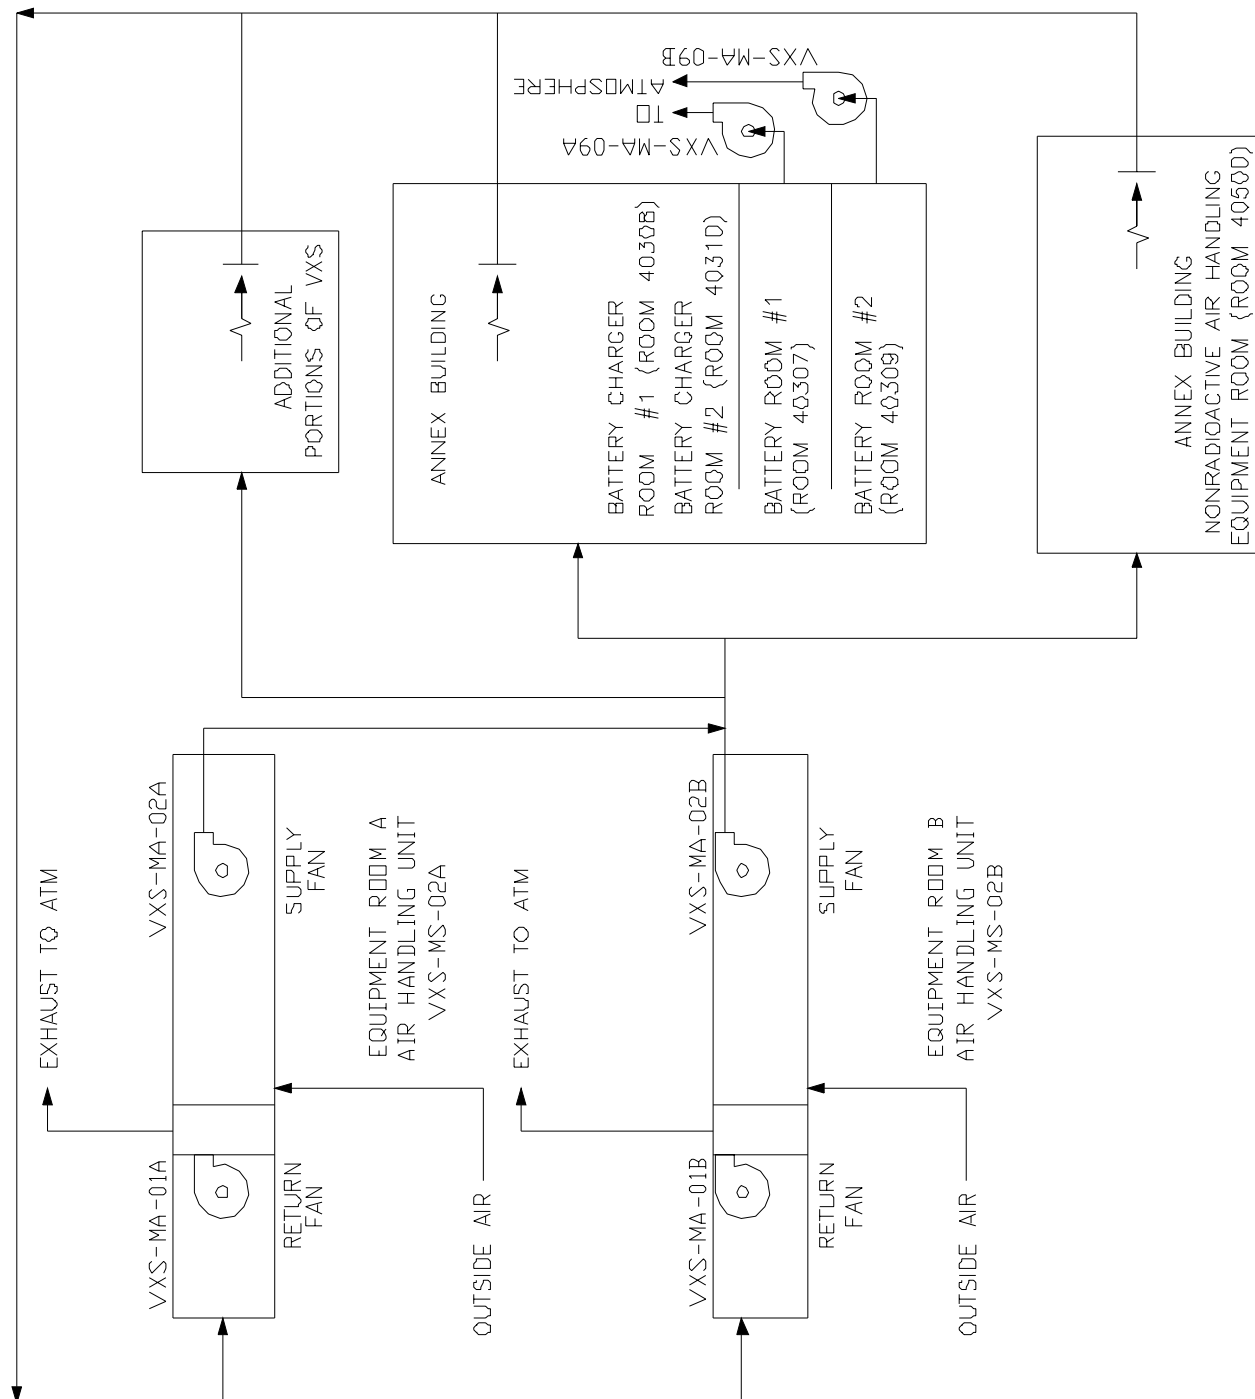 EXHAUST TO ATM
VXS-MA-01A
VXS-MA-02A
RETURN
FAN
SUPPLY
FAN
EQUIPMENT ROOM A
AIR HANDLING UNIT
VXS-MS-02A
OUTSIDE AIR
EXHAUST TO ATM
VXS-MA-01B
VXS-MA-02B
RETURN
FAN
SUPPLY
FAN
EQUIPMENT ROOM B
AIR HANDLING UNIT
VXS-MS-02B
OUTSIDE AIR
ADDITIONAL
PORTIONS OF VXS
ANNEX BUILDING
BATTERY CHARGER
ROOM #1 (ROOM 4030B)
BATTERY CHARGER
ROOM #2 (ROOM 4031D)
BATTERY ROOM #1
(ROOM 40307)
BATTERY ROOM #2
(ROOM 40309)
VXS-MA-09A
TO
ATMOSPHERE
VXS-MA-09B
ANNEX BUILDING
NONRADIOACTIVE AIR HANDLING
EQUIPMENT ROOM (ROOM 4050D)